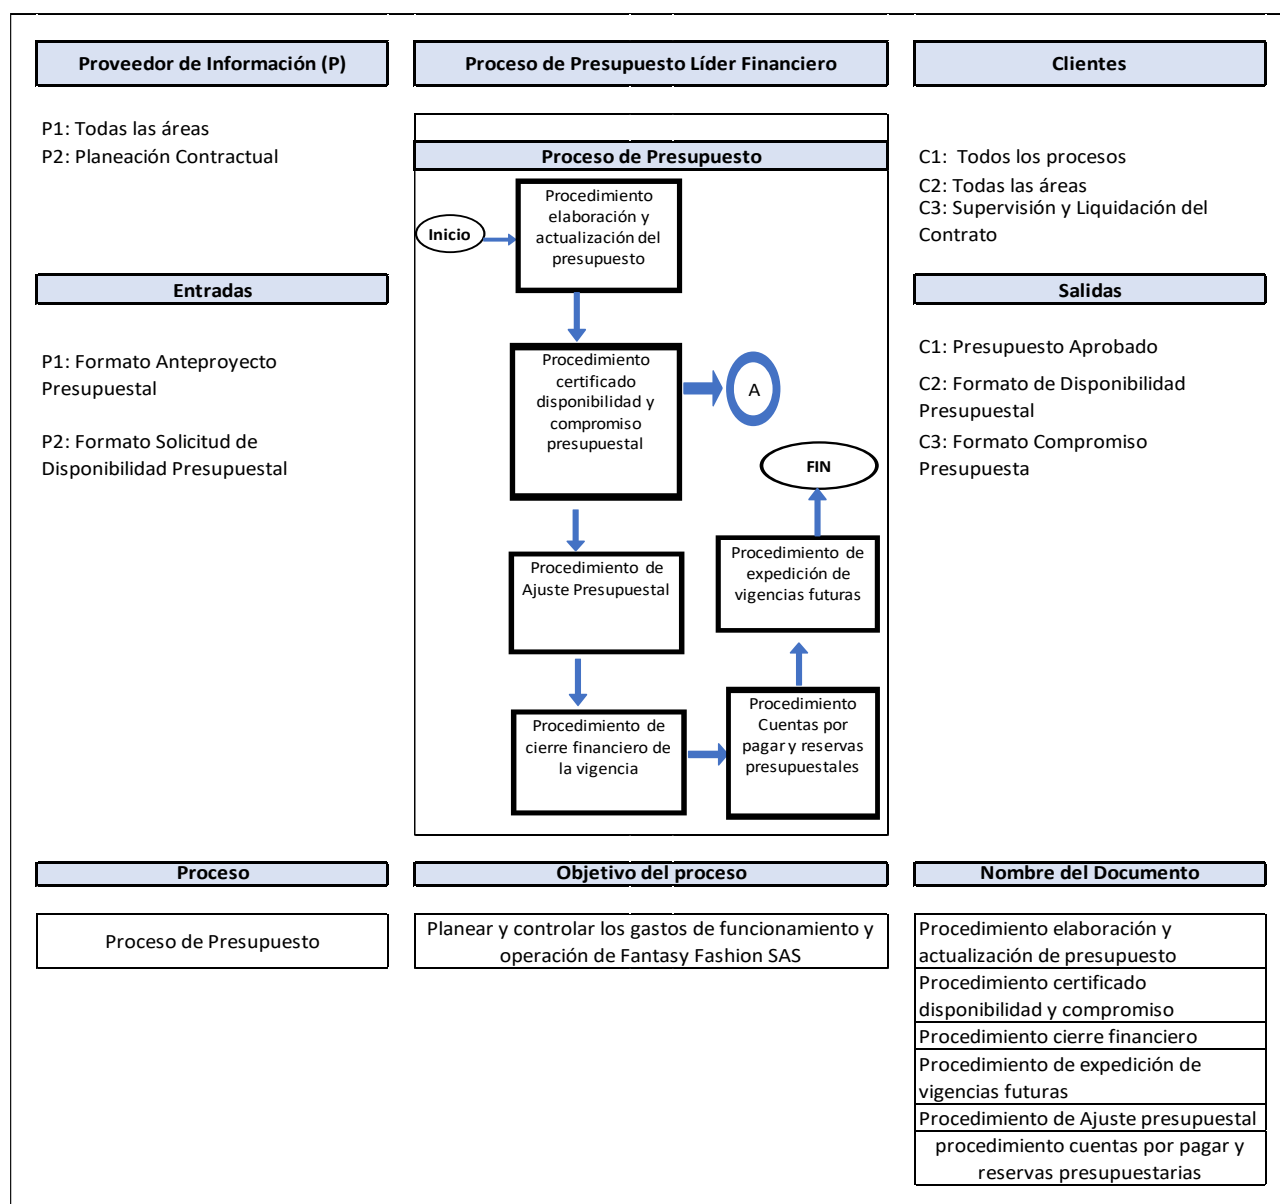 Proveedor de Información (P)
Proceso de Presupuesto Líder Financiero
Clientes
P1: Todas las áreas
P2: Planeación Contractual
Proceso de Presupuesto
C1:  Todos los procesos
C2: Todas las áreas
C3: Supervisión y Liquidación del
Contrato
Inicio
Procedimiento
elaboración y
actualización del
presupuesto
Entradas
Salidas
P1: Formato Anteproyecto
Presupuestal
P2: Formato Solicitud de
Disponibilidad Presupuestal
Procedimiento
certificado
disponibilidad y
compromiso
presupuestal
A
C1: Presupuesto Aprobado
C2: Formato de Disponibilidad
Presupuestal
C3: Formato Compromiso
Presupuesta
FIN
Procedimiento de
Ajuste Presupuestal
Procedimiento de
expedición de
vigencias futuras
Procedimiento de
cierre financiero de
la vigencia
Procedimiento
Cuentas por
pagar y reservas
presupuestales
Proceso
Objetivo del proceso
Nombre del Documento
Proceso de Presupuesto
Planear y controlar los gastos de funcionamiento y
operación de Fantasy Fashion SAS
Procedimiento elaboración y
actualización de presupuesto
Procedimiento certificado
disponibilidad y compromiso
Procedimiento cierre financiero
Procedimiento de expedición de
vigencias futuras
Procedimiento de Ajuste presupuestal
procedimiento cuentas por pagar y
reservas presupuestarias